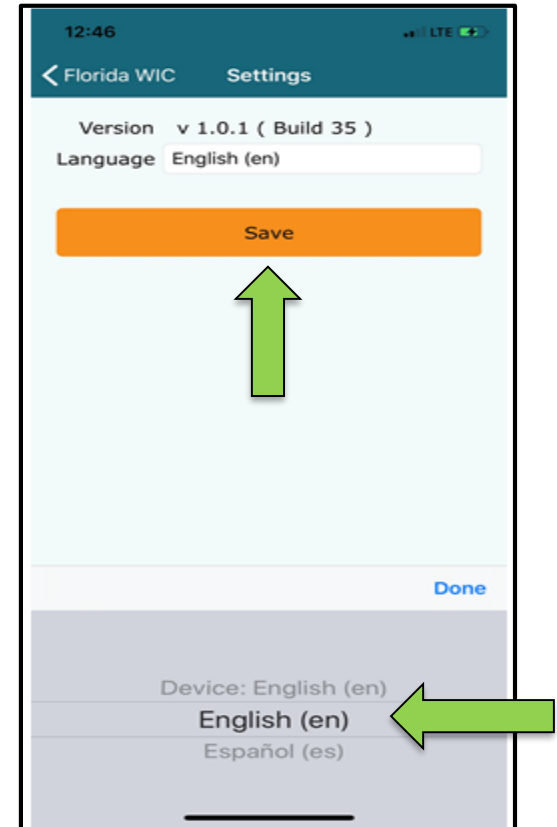 12:46 LTE
Florida WIC Settings
Version v 1.0.1 ( Build 35 )
Language English (en)
Save
Done
Device: English (en)
English (en)
Español (es)